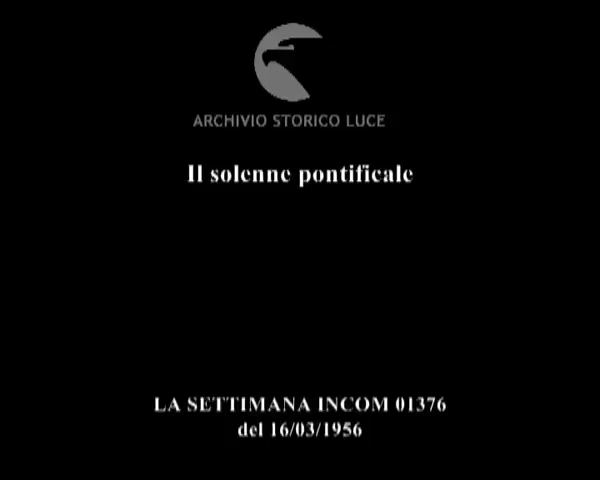 ARCHIVIO STORICO LUCE
Il solenne pontificale
LA SETTIMANA INCOM 01376
del 16/03/1956